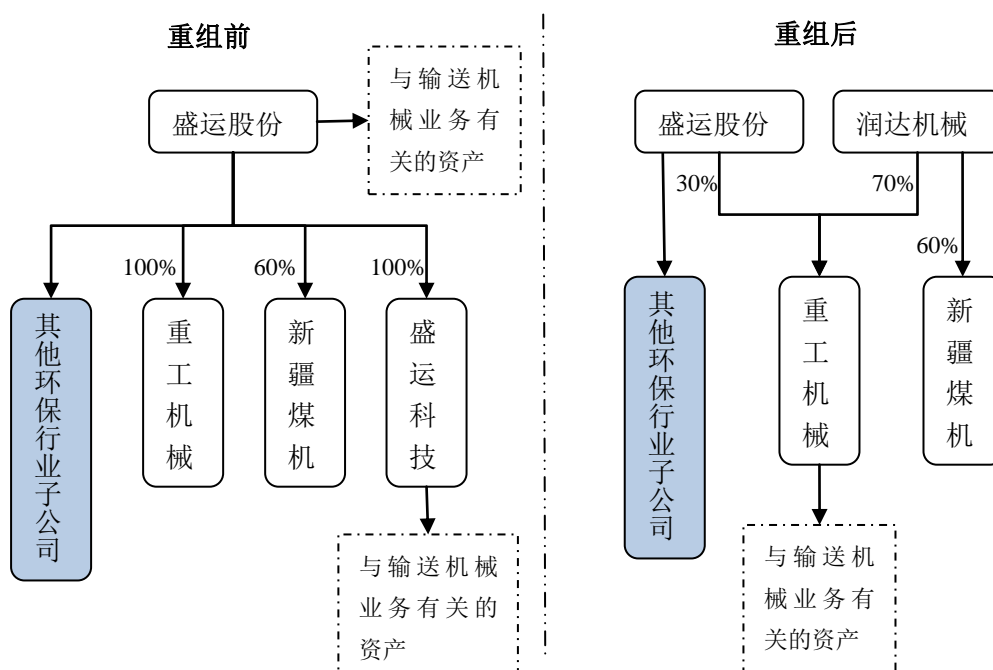 重组前
与输送机
械业务有
关的资产
盛运股份
100%
60%
100%
其他环保行业子公司
重工机械
新疆煤机
盛运科技
与输送机械
业务有关的
资产
重组后
盛运股份
润达机械
30%
70%
60%
其他环保行业子公司
重工机械
新疆煤机
与输送机
械业务有
关的资产